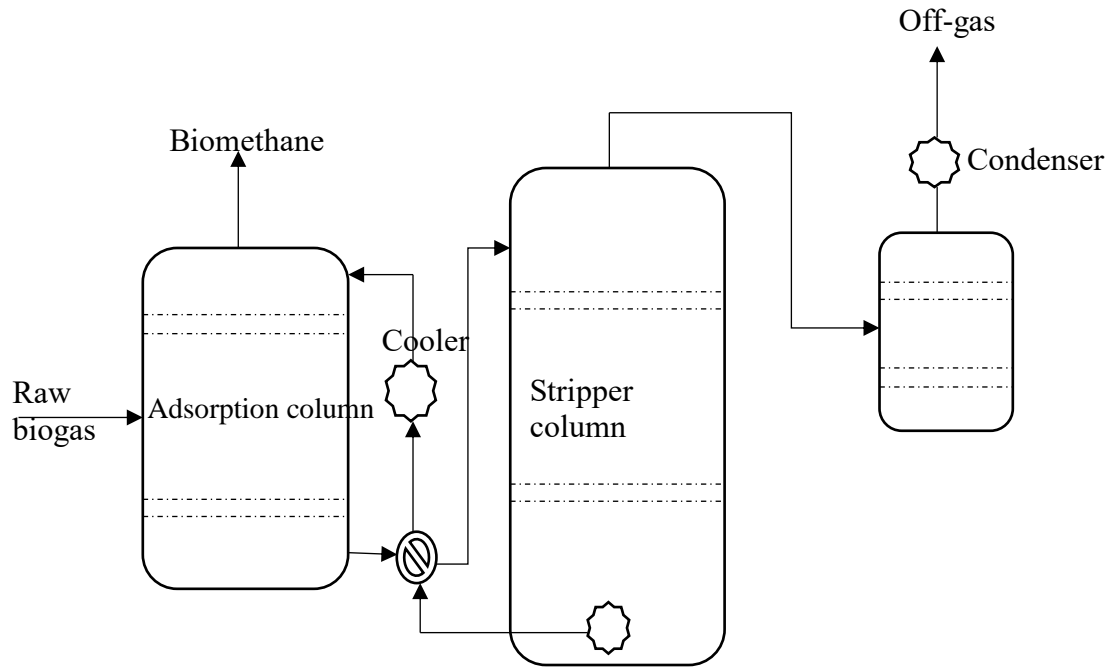 Off-gas
Biomethane
Condenser
Cooler
Raw
biogas
Adsorption column
Stripper
column